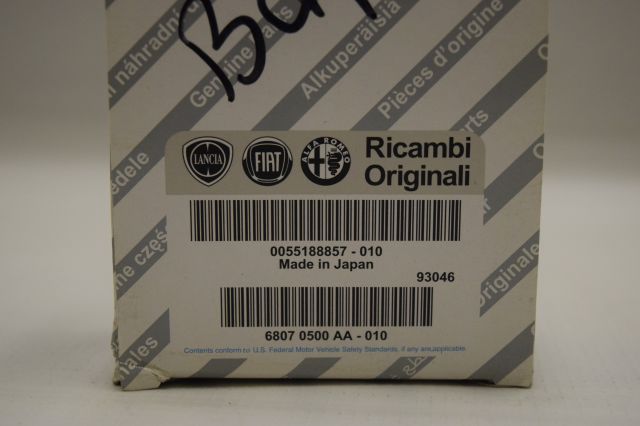 í náhradn
Genuine Parts
Alkuperäisiä
Pièces d'origine
LANCIA
FIAT
ALFA ROMEO
Ricambi
Originali
0055188857 - 010
Made in Japan
93046
6807 0500 AA - 010
Contents conform to U.S. Federal Motor Vehicle Safety Standards, if any are applicable.
Originale